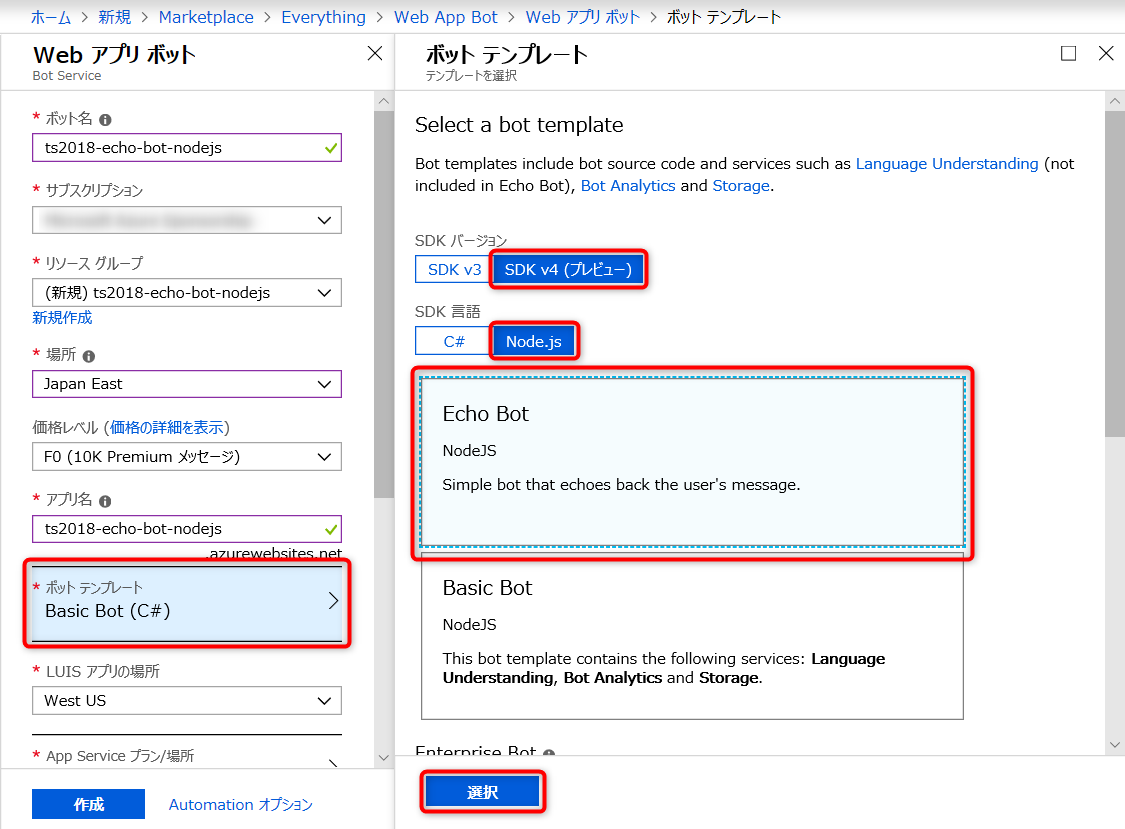 ホーム > 新規 > Marketplace > Everything > Web App Bot > Web アプリ ボット > ボット テンプレート
Web アプリ ボット
Bot Service
* ボット名
ts2018-echo-bot-nodejs
* サブスクリプション
* リソース グループ
(新規) ts2018-echo-bot-nodejs
新規作成
* 場所
Japan East
価格レベル (価格の詳細を表示)
F0 (10K Premium メッセージ)
* アプリ名
ts2018-echo-bot-nodejs
.azurewebsites.net
* ボット テンプレート
Basic Bot (C#)
* LUIS アプリの場所
West US
* App Service プラン/場所
作成
Automation オプション
ボット テンプレート
テンプレートを選択
Select a bot template
Bot templates include bot source code and services such as Language Understanding (not
included in Echo Bot), Bot Analytics and Storage.
SDK バージョン
SDK v3
SDK v4 (プレビュー)
SDK 言語
C#
Node.js
Echo Bot
NodeJS
Simple bot that echoes back the user's message.
Basic Bot
NodeJS
This bot template contains the following services: Language
Understanding, Bot Analytics and Storage.
Enterprise Bot
選択